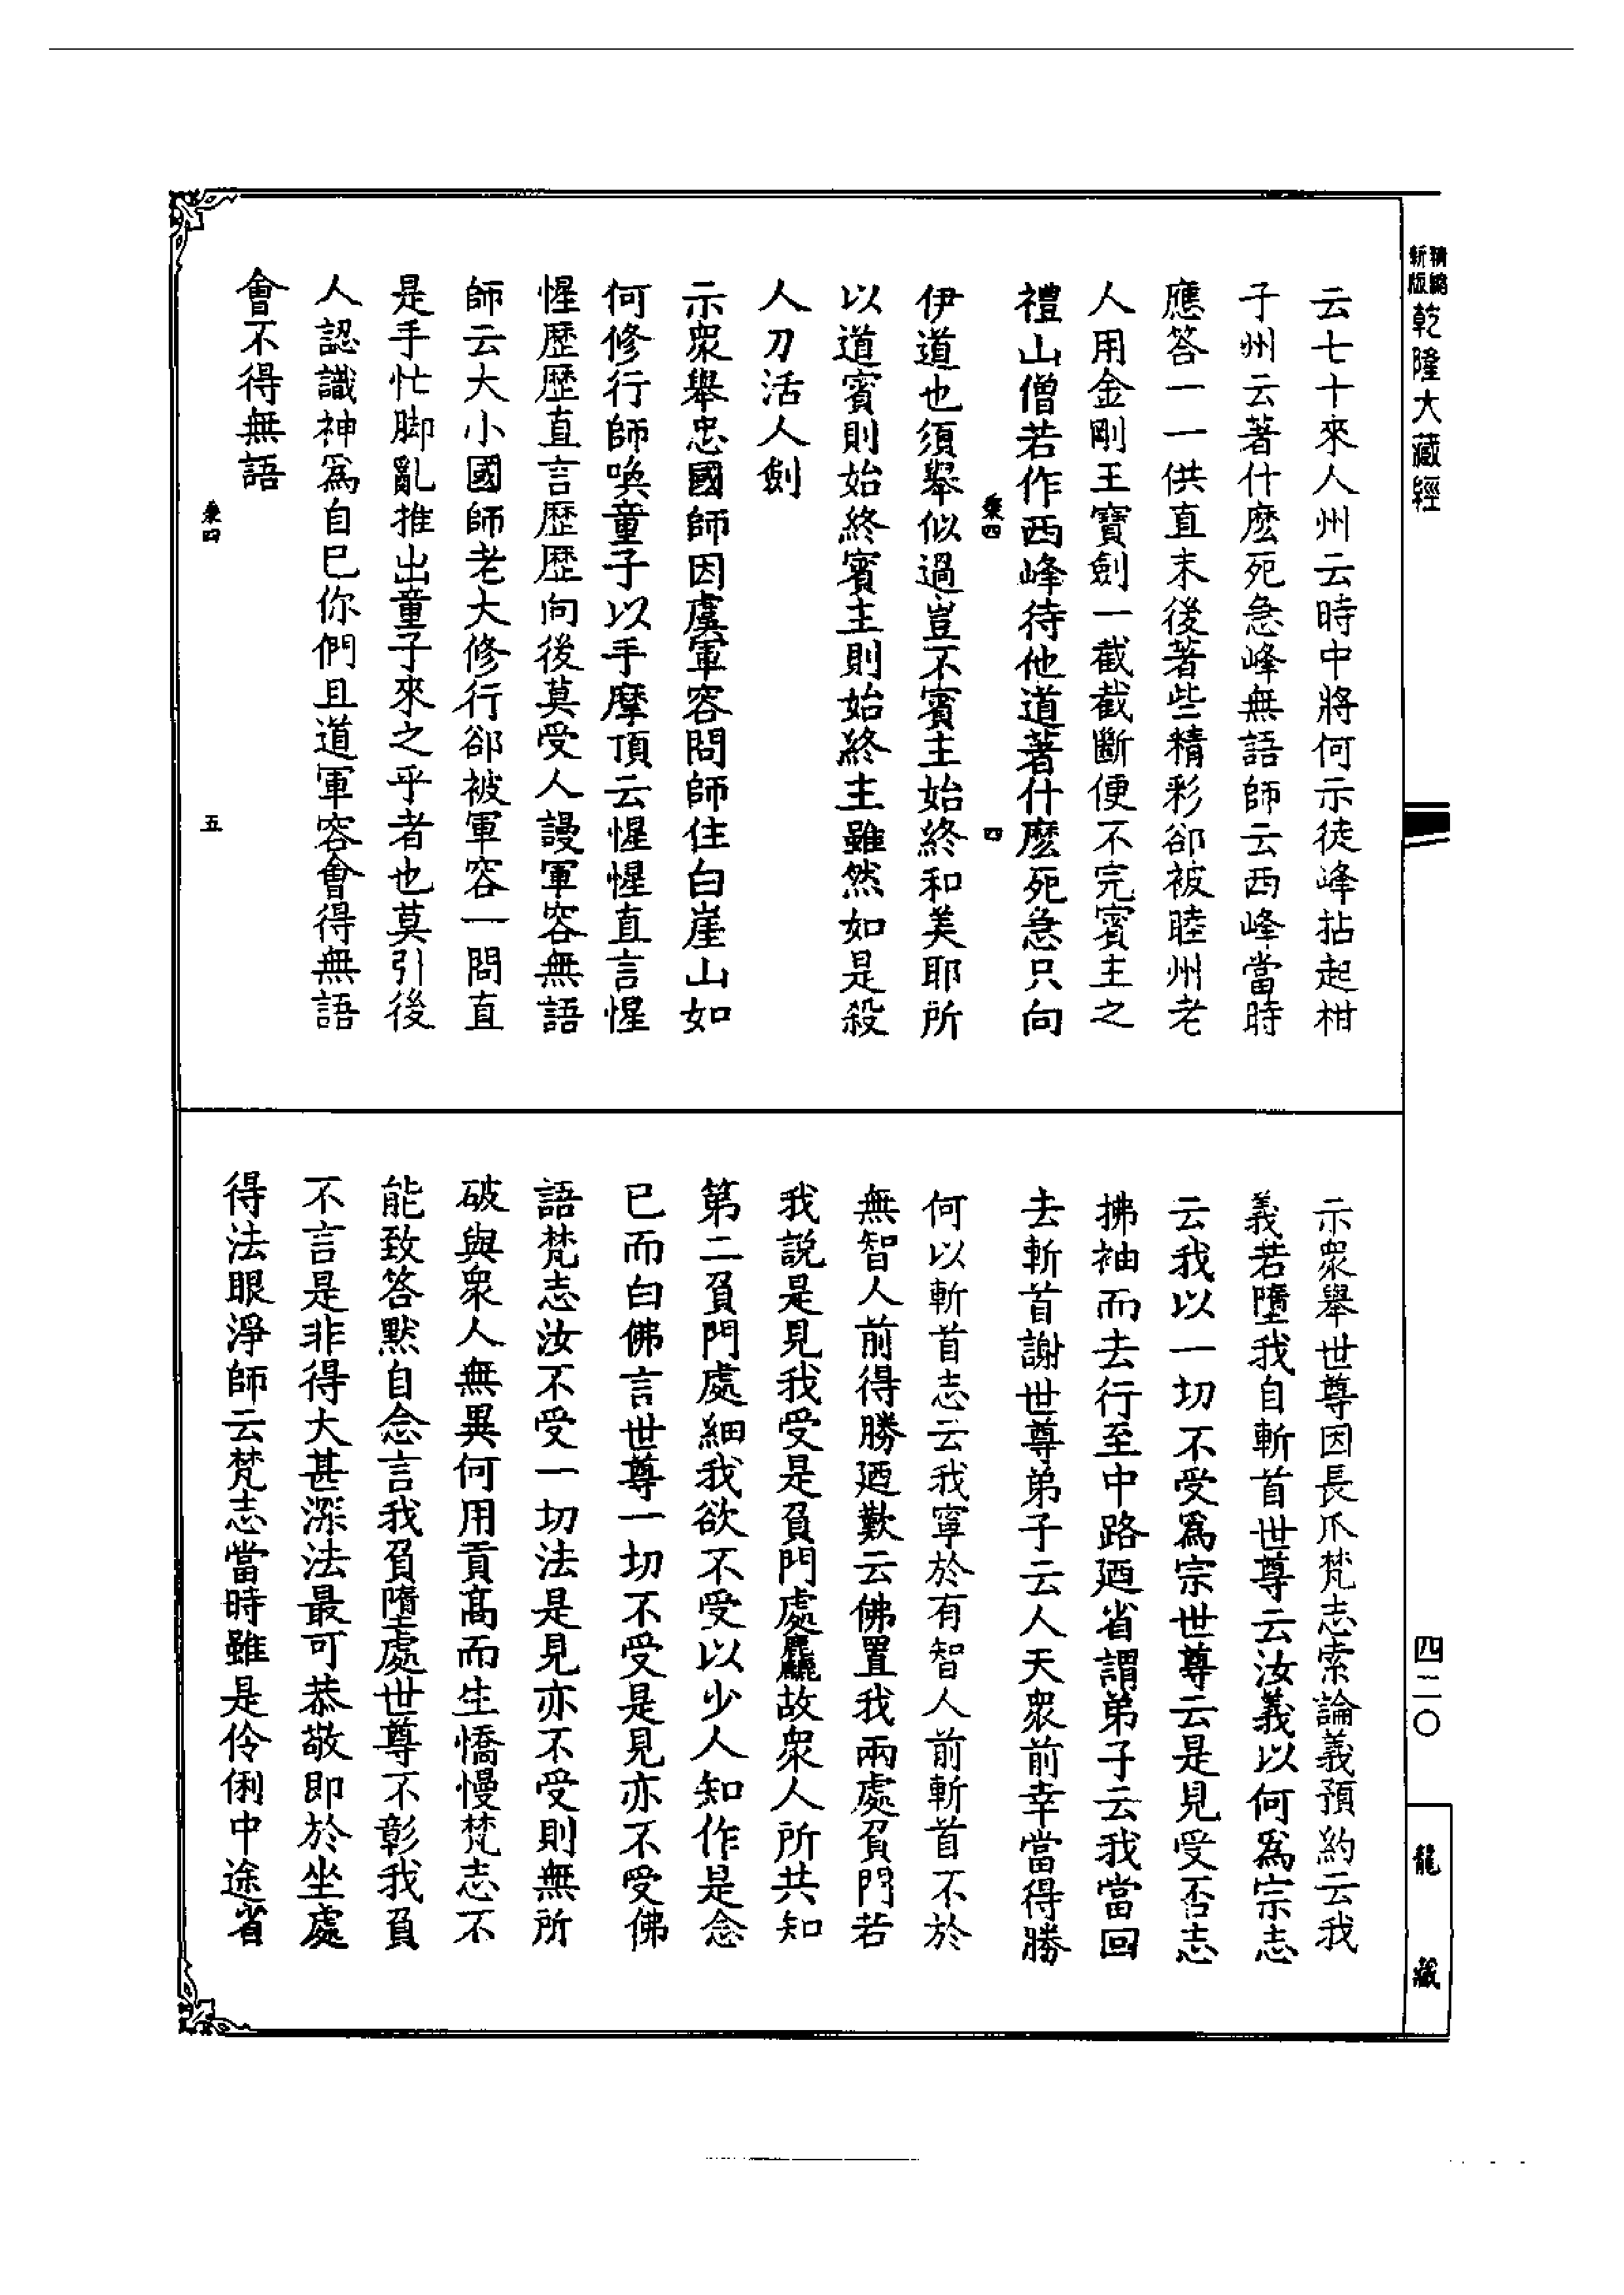 精編
新版
乾隆大藏經
四二〇
龍藏
云七十來人州云時中將何示徒峰拈起柑
子州云著什麽死急峰無語師云西峰當時
應答一一供直末後著些精彩卻被睦州老
人用金剛王寶劍一截截斷便不完賓主之
禮山僧若作西峰待他道著什麽死急只向
四
伊道也須舉似過豈不賓主始終和美耶所
以道賓則始終賓主則始終主雖然如是殺
人刀活人劍
示眾舉忠國師因虞軍容問師住白崖山如
何修行師喚童子以手摩頂云惺惺直言惺
惺歷歷直言歷歷向後莫受人謾軍容無語
師云大小國師老大修行卻被軍容一問直
是手忙脚亂推出童子來之乎者也莫引後
人認識神為自巳你們且道軍容會得無語
會不得無語
五
示眾舉世尊因長爪梵志索論義預約云我
義若墮我自斬首世尊云汝義以何為宗志
云我以一切不受為宗世尊云是見受否志
拂袖而去行至中路廼省謂弟子云我當回
去斬首謝世尊弟子云人天眾前幸當得勝
何以斬首志云我寧於有智人前斬首不於
無智人前得勝廼歎云佛置我兩處負門若
我說是見我受是負門處麤故眾人所共知
第二負門處細我欲不受以少人知作是念
已而白佛言世尊一切不受是見亦不受佛
語梵志汝不受一切法是見亦不受則無所
破與眾人無異何用貢高而生憍慢梵志不
能致答默自念言我負墮處世尊不彰我負
不言是非得大甚深法最可恭敬即於坐處
得法眼淨師云梵志當時雖是伶俐中途省